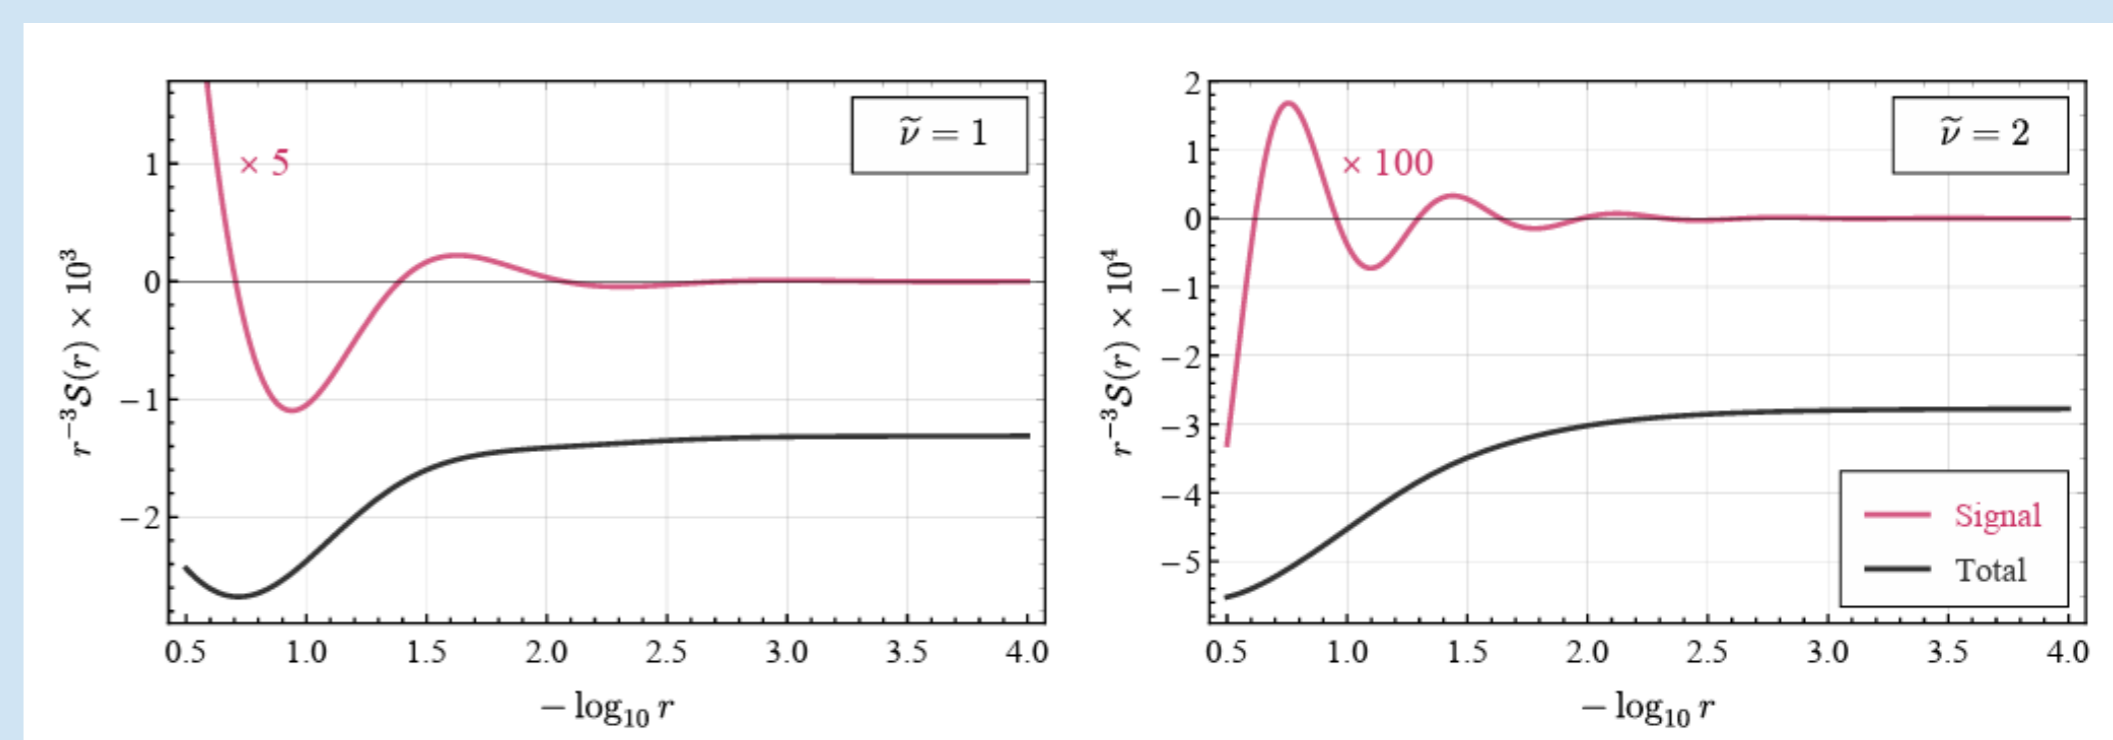 ν̃ = 1
× 5
1
0
−1
−2
r⁻³𝒮(r) × 10³
0.5 1.0 1.5 2.0 2.5 3.0 3.5 4.0
− log₁₀ r
ν̃ = 2
× 100
2
1
0
−1
−2
−3
−4
−5
r⁻³𝒮(r) × 10⁴
Signal
Total
0.5 1.0 1.5 2.0 2.5 3.0 3.5 4.0
− log₁₀ r